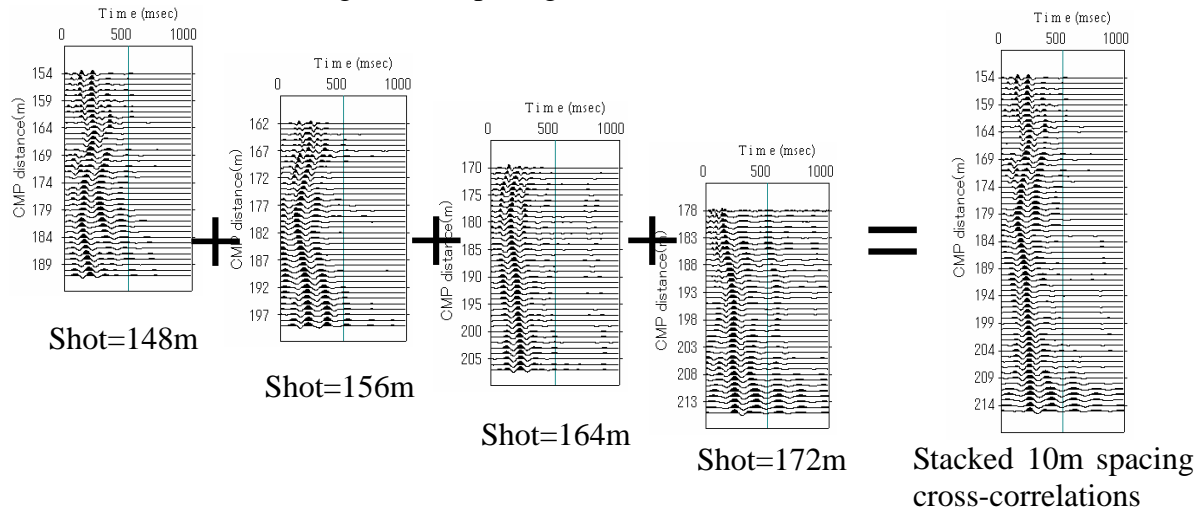 Time (msec)
0 500 1000
CMP distance(m)
154
159
164
169
174
179
184
189
Shot=148m
+
Time (msec)
0 500 1000
CMP distance(m)
162
167
172
177
182
187
192
197
Shot=156m
+
Time (msec)
0 500 1000
CMP distance(m)
170
175
180
185
190
195
200
205
Shot=164m
+
Time (msec)
0 500 1000
CMP distance(m)
178
183
188
193
198
203
208
213
Shot=172m
=
Time (msec)
0 500 1000
CMP distance(m)
154
159
164
169
174
179
184
189
194
199
204
209
214
Stacked 10m spacing
cross-correlations